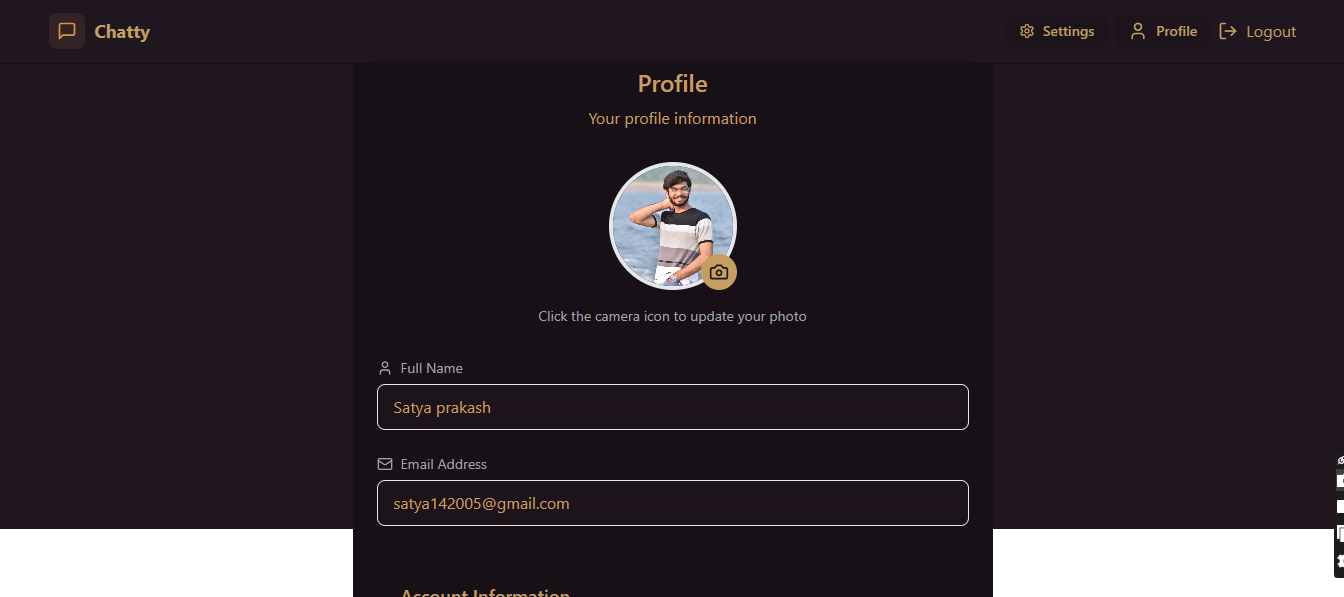 Chatty
Settings
Profile
Logout
Profile
Your profile information
Click the camera icon to update your photo
Full Name
Satya prakash
Email Address
satya142005@gmail.com
Account Information